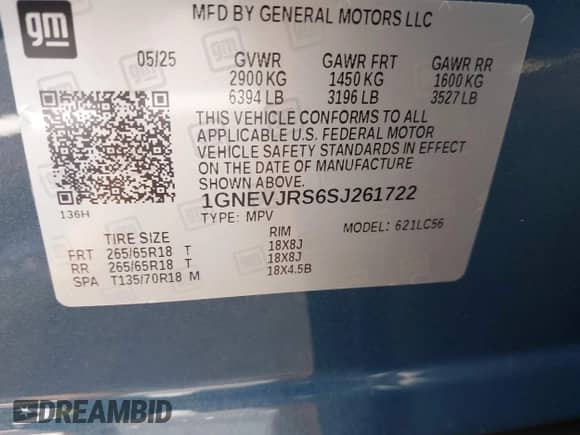 gm
MFD BY GENERAL MOTORS LLC
05/25 GVWR GAWR FRT GAWR RR
2900 KG 1450 KG 1600 KG
6394 LB 3196 LB 3527 LB
THIS VEHICLE CONFORMS TO ALL
APPLICABLE U.S. FEDERAL MOTOR
VEHICLE SAFETY STANDARDS IN EFFECT
ON THE DATE OF MANUFACTURE
SHOWN ABOVE.
136H
1GNEVJRS6SJ261722
TYPE: MPV MODEL: 621LC56
TIRE SIZE RIM
FRT 265/65R18 T 18X8J
RR 265/65R18 T 18X8J
SPA T135/70R18 M 18X4.5B
DREAMBID